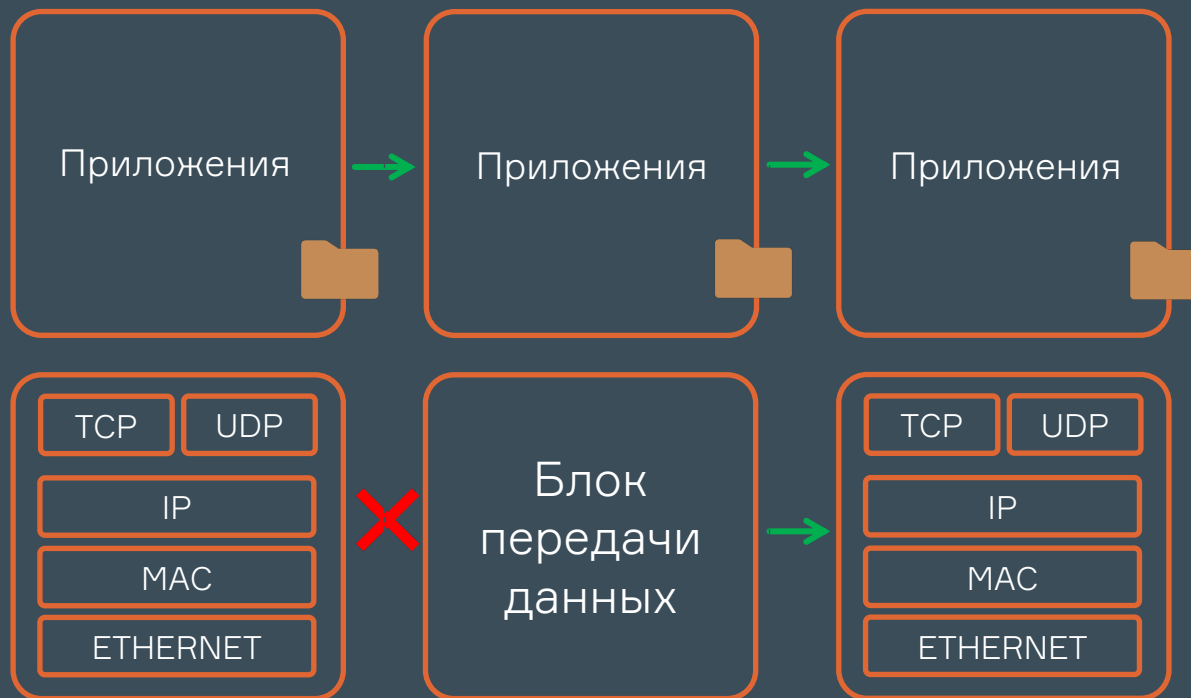 Приложения
Приложения
Приложения
TCP
UDP
IP
MAC
ETHERNET
Блок
передачи
данных
TCP
UDP
IP
MAC
ETHERNET